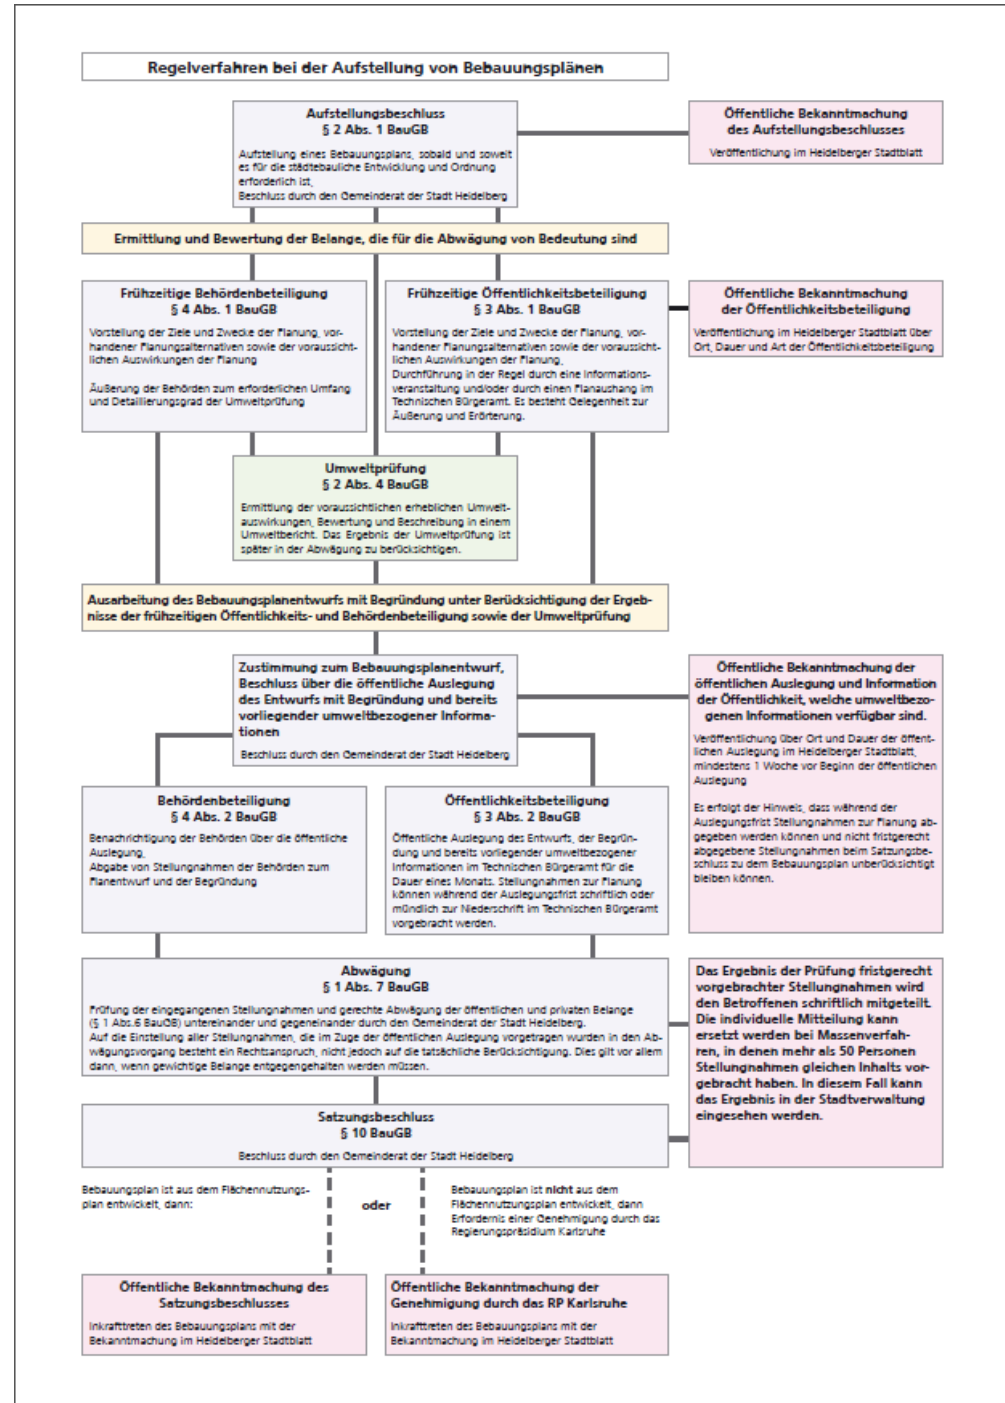 Regelverfahren bei der Aufstellung von Bebauungsplänen
Aufstellungsbeschluss
§ 2 Abs. 1 BauGB
Aufstellung eines Bebauungsplans, sobald und soweit
es für die städtebauliche Entwicklung und Ordnung
erforderlich ist,
Beschluss durch den Gemeinderat der Stadt Heidelberg
Öffentliche Bekanntmachung
des Aufstellungsbeschlusses
Veröffentlichung im Heidelberger Stadtblatt
Ermittlung und Bewertung der Belange, die für die Abwägung von Bedeutung sind
Frühzeitige Behördenbeteiligung
§ 4 Abs. 1 BauGB
Vorstellung der Ziele und Zwecke der Planung, vor-
handener Planungsalternativen sowie der voraussicht-
lichen Auswirkungen der Planung
Äußerung der Behörden zum erforderlichen Umfang
und Detaillierungsgrad der Umweltprüfung
Frühzeitige Öffentlichkeitsbeteiligung
§ 3 Abs. 1 BauGB
Vorstellung der Ziele und Zwecke der Planung, vor-
handener Planungsalternativen sowie der voraussicht-
lichen Auswirkungen der Planung,
Durchführung in der Regel durch eine Informations-
veranstaltung und/oder durch einen Planaushang im
Technischen Bürgeramt. Es besteht Gelegenheit zur
Äußerung und Erörterung.
Öffentliche Bekanntmachung
der Öffentlichkeitsbeteiligung
Veröffentlichung im Heidelberger Stadtblatt über
Ort, Dauer und Art der Öffentlichkeitsbeteiligung
Umweltprüfung
§ 2 Abs. 4 BauGB
Ermittlung der voraussichtlichen erheblichen Umwelt-
auswirkungen, Bewertung und Beschreibung in einem
Umweltbericht. Das Ergebnis der Umweltprüfung ist
später in der Abwägung zu berücksichtigen.
Ausarbeitung des Bebauungsplanentwurfs mit Begründung unter Berücksichtigung der Ergeb-
nisse der frühzeitigen Öffentlichkeits- und Behördenbeteiligung sowie der Umweltprüfung
Zustimmung zum Bebauungsplanentwurf,
Beschluss über die öffentliche Auslegung
des Entwurfs mit Begründung und bereits
vorliegender umweltbezogener Informa-
tionen
Beschluss durch den Gemeinderat der Stadt Heidelberg
Öffentliche Bekanntmachung der
öffentlichen Auslegung und Information
der Öffentlichkeit, welche umweltbezo-
genen Informationen verfügbar sind.
Veröffentlichung über Ort und Dauer der öffent-
lichen Auslegung im Heidelberger Stadtblatt,
mindestens 1 Woche vor Beginn der öffentlichen
Auslegung
Es erfolgt der Hinweis, dass während der
Auslegungsfrist Stellungnahmen zur Planung ab-
gegeben werden können und nicht fristgerecht
abgegebene Stellungnahmen beim Satzungsbe-
schluss zu dem Bebauungsplan unberücksichtigt
bleiben können.
Behördenbeteiligung
§ 4 Abs. 2 BauGB
Benachrichtigung der Behörden über die öffentliche
Auslegung,
Abgabe von Stellungnahmen der Behörden zum
Planentwurf und der Begründung
Öffentlichkeitsbeteiligung
§ 3 Abs. 2 BauGB
Öffentliche Auslegung des Entwurfs, der Begrün-
dung und bereits vorliegender umweltbezogener
Informationen im Technischen Bürgeramt für die
Dauer eines Monats. Stellungnahmen zur Planung
können während der Auslegungsfrist schriftlich oder
mündlich zur Niederschrift im Technischen Bürgeramt
vorgebracht werden.
Abwägung
§ 1 Abs. 7 BauGB
Prüfung der eingegangenen Stellungnahmen und gerechte Abwägung der öffentlichen und privaten Belange
(§ 1 Abs.6 BauGB) untereinander und gegeneinander durch den Gemeinderat der Stadt Heidelberg.
Auf die Einstellung aller Stellungnahmen, die im Zuge der öffentlichen Auslegung vorgetragen wurden in den Ab-
wägungsvorgang besteht ein Rechtsanspruch, nicht jedoch auf die tatsächliche Berücksichtigung. Dies gilt vor allem
dann, wenn gewichtige Belange entgegengehalten werden müssen.
Das Ergebnis der Prüfung fristgerecht
vorgebrachter Stellungnahmen wird
den Betroffenen schriftlich mitgeteilt.
Die individuelle Mitteilung kann
ersetzt werden bei Massenverfah-
ren, in denen mehr als 50 Personen
Stellungnahmen gleichen Inhalts vor-
gebracht haben. In diesem Fall kann
das Ergebnis in der Stadtverwaltung
eingesehen werden.
Satzungsbeschluss
§ 10 BauGB
Beschluss durch den Gemeinderat der Stadt Heidelberg
Bebauungsplan ist aus dem Flächennutzungs-
plan entwickelt, dann:
oder
Bebauungsplan ist nicht aus dem
Flächennutzungsplan entwickelt, dann
Erfordernis einer Genehmigung durch das
Regierungspräsidium Karlsruhe
Öffentliche Bekanntmachung des
Satzungsbeschlusses
Inkrafttreten des Bebauungsplans mit der
Bekanntmachung im Heidelberger Stadtblatt
Öffentliche Bekanntmachung der
Genehmigung durch das RP Karlsruhe
Inkrafttreten des Bebauungsplans mit der
Bekanntmachung im Heidelberger Stadtblatt